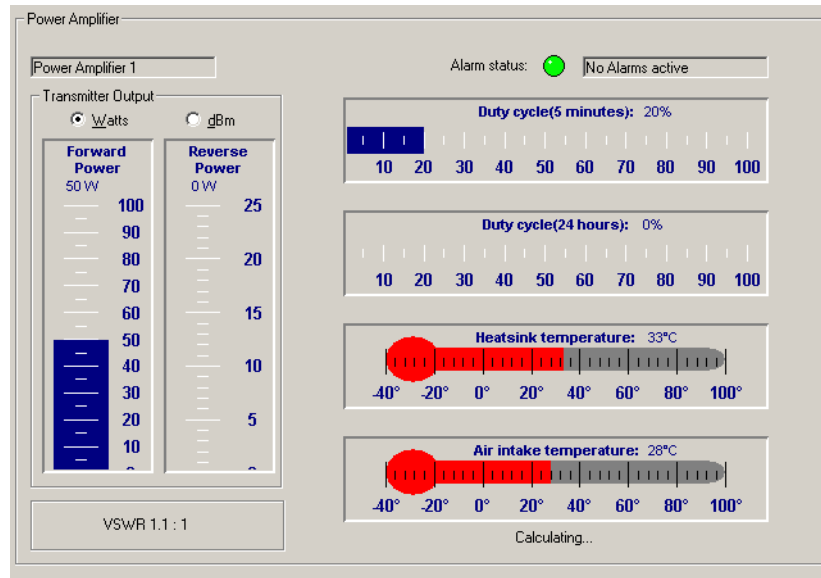 Power Amplifier
Power Amplifier 1
Alarm status: No Alarms active
Transmitter Output
Watts dBm
Forward Power
50 W
100
90
80
70
60
50
40
30
20
10
Reverse Power
0 W
25
20
15
10
5
VSWR 1.1 : 1
Duty cycle(5 minutes): 20%
10 20 30 40 50 60 70 80 90 100
Duty cycle(24 hours): 0%
10 20 30 40 50 60 70 80 90 100
Heatsink temperature: 33°C
-40° -20° 0° 20° 40° 60° 80° 100°
Air intake temperature: 28°C
-40° -20° 0° 20° 40° 60° 80° 100°
Calculating...